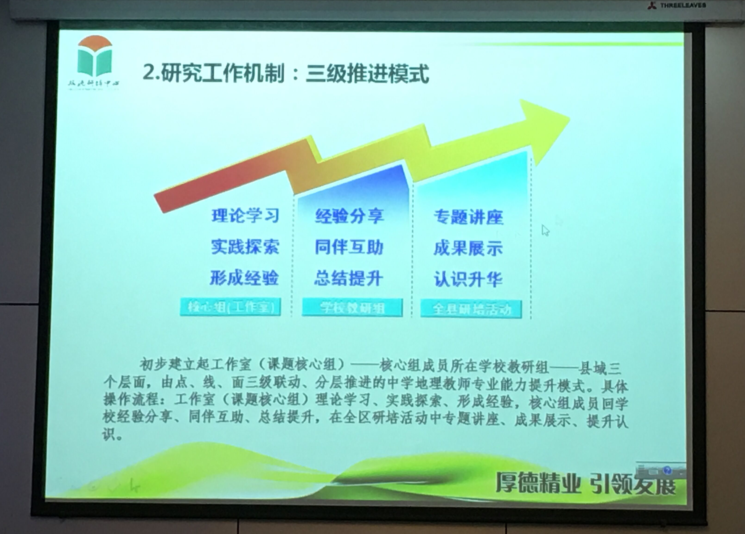 THREELEAVES
2.研究工作机制：三级推进模式
理论学习 经验分享 专题讲座
实践探索 同伴互助 成果展示
形成经验 总结提升 认识升华
核心组(工作室) 学校教研组 全县研培活动
初步建立起工作室（课题核心组）——核心组成员所在学校教研组——县域三
个层面，由点、线、面三级联动、分层推进的中学地理教师专业能力提升模式。具体
操作流程：工作室（课题核心组）理论学习、实践探索、形成经验，核心组成员回学
校经验分享、同伴互助、总结提升，在全区研培活动中专题讲座、成果展示、提升认
识。
厚德精业 引领发展